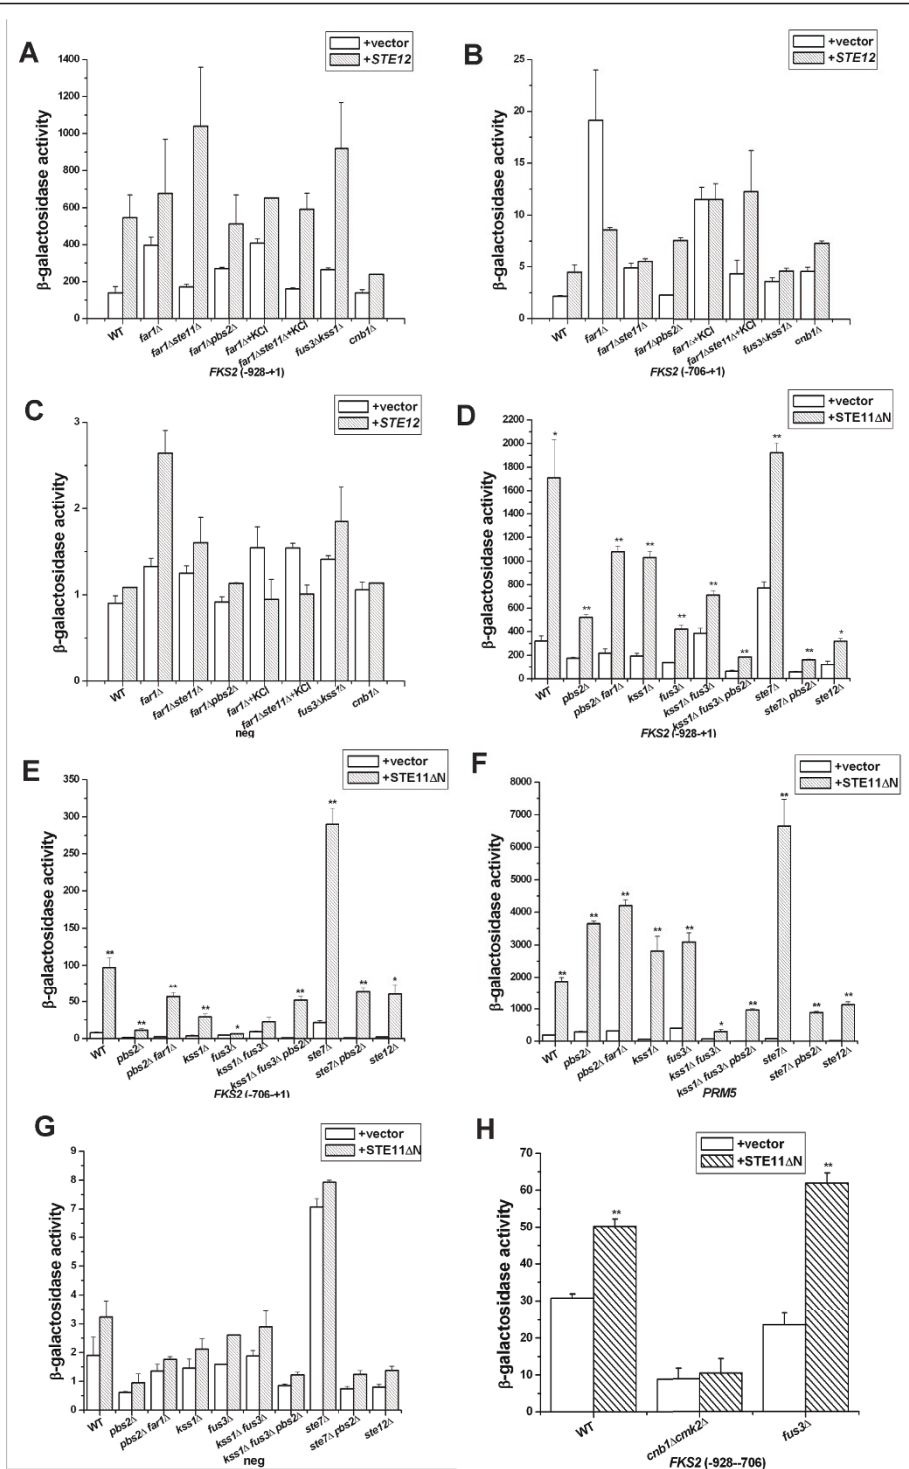 A
+vector
+STE12
β-galactosidase activity
1400
1200
1000
800
600
400
200
0
WT
far1Δ
far1Δste11Δ
far1Δpbs2Δ
far1Δ+KCl
far1Δste11Δ+KCl
fus3Δkss1Δ
cnb1Δ
FKS2 (-928-+1)
B
+vector
+STE12
β-galactosidase activity
25
20
15
10
5
0
WT
far1Δ
far1Δste11Δ
far1Δpbs2Δ
far1Δ+KCl
far1Δste11Δ+KCl
fus3Δkss1Δ
cnb1Δ
FKS2 (-706-+1)
C
+vector
+STE12
β-galactosidase activity
3
2
1
0
WT
far1Δ
far1Δste11Δ
far1Δpbs2Δ
far1Δ+KCl
far1Δste11Δ+KCl
fus3Δkss1Δ
cnb1Δ
neg
D
+vector
+STE11ΔN
β-galactosidase activity
2200
2000
1800
1600
1400
1200
1000
800
600
400
200
0
* ** ** ** ** ** ** ** ** *
WT
pbs2Δ
pbs2Δ far1Δ
kss1Δ
fus3Δ
kss1Δ fus3Δ
kss1Δ fus3Δ pbs2Δ
ste7Δ
ste7Δ pbs2Δ
ste12Δ
FKS2 (-928-+1)
E
+vector
+STE11ΔN
β-galactosidase activity
350
300
250
200
150
100
50
0
** ** ** ** * ** ** ** *
WT
pbs2Δ
pbs2Δ far1Δ
kss1Δ
fus3Δ
kss1Δ fus3Δ
kss1Δ fus3Δ pbs2Δ
ste7Δ
ste7Δ pbs2Δ
ste12Δ
FKS2 (-706-+1)
F
+vector
+STE11ΔN
β-galactosidase activity
8000
7000
6000
5000
4000
3000
2000
1000
0
** ** ** ** ** * ** ** ** **
WT
pbs2Δ
pbs2Δ far1Δ
kss1Δ
fus3Δ
kss1Δ fus3Δ
kss1Δ fus3Δ pbs2Δ
ste7Δ
ste7Δ pbs2Δ
ste12Δ
PRM5
G
+vector
+STE11ΔN
β-galactosidase activity
9
8
7
6
5
4
3
2
1
0
WT
pbs2Δ
pbs2Δ far1Δ
kss1Δ
fus3Δ
kss1Δ fus3Δ
kss1Δ fus3Δ pbs2Δ
ste7Δ
ste7Δ pbs2Δ
ste12Δ
neg
H
+vector
+STE11ΔN
β-galactosidase activity
70
60
50
40
30
20
10
0
** **
WT
cnb1Δcmk2Δ
fus3Δ
FKS2 (-928--706)